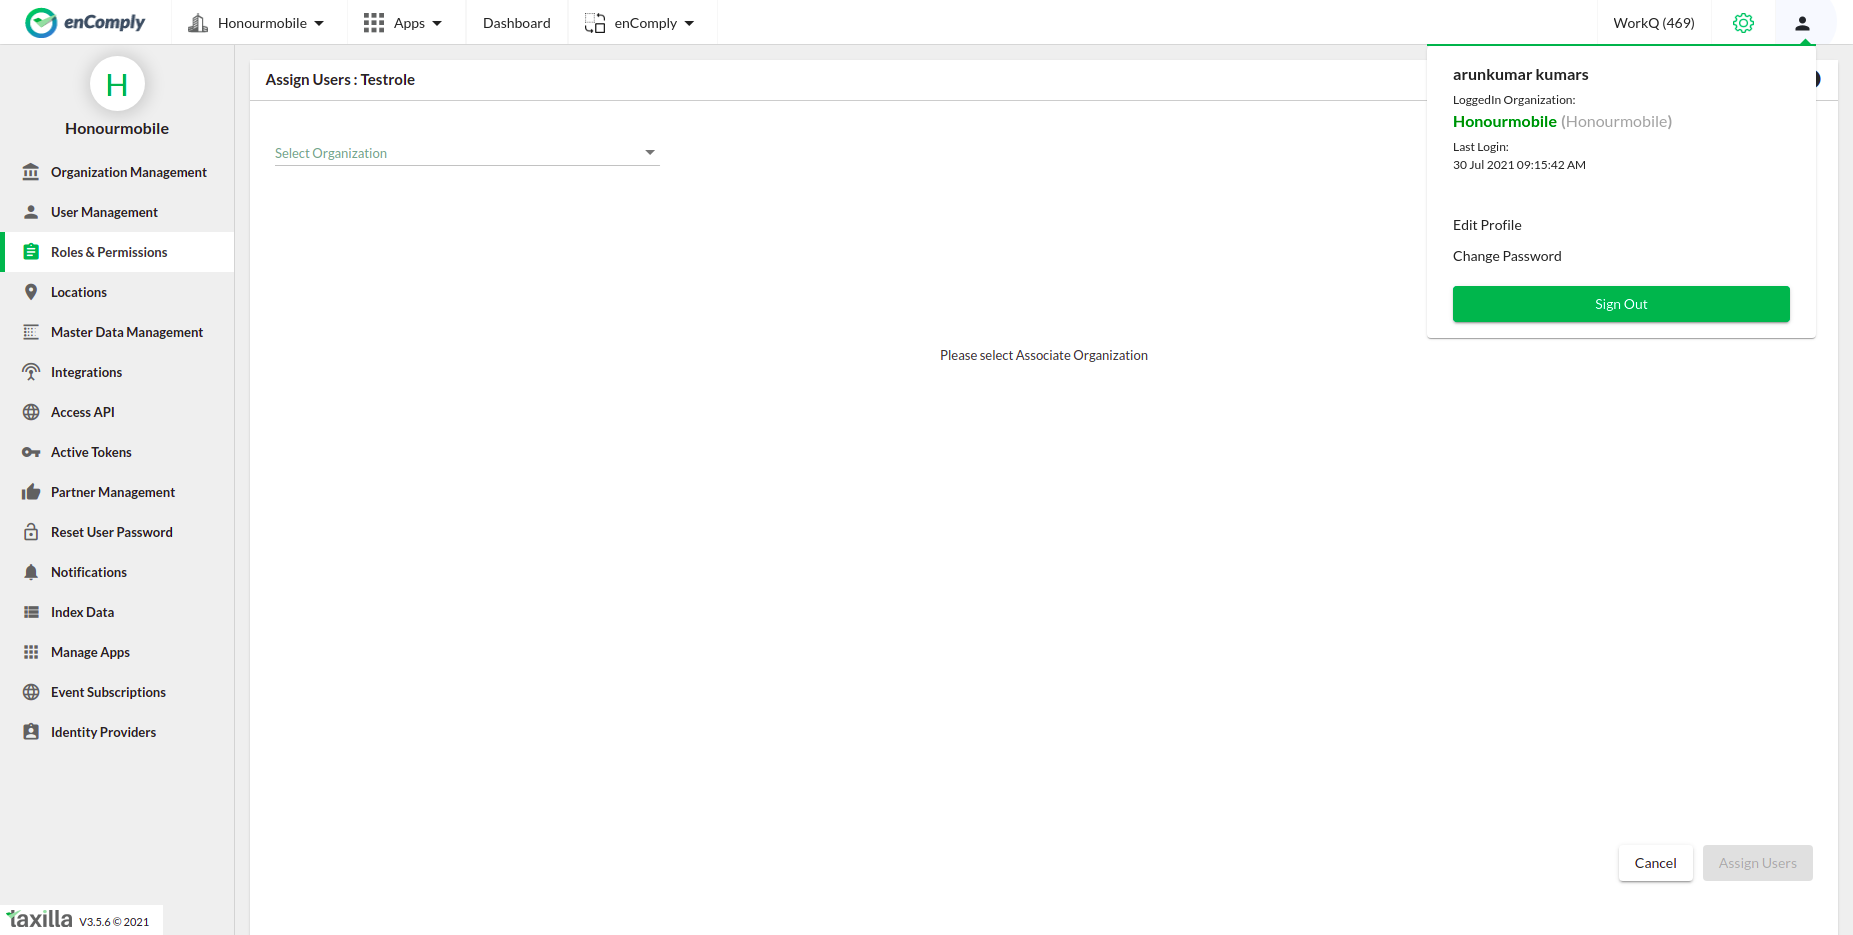 enComply
Honourmobile
Apps
Dashboard
enComply
WorkQ (469)
H
Honourmobile
Organization Management
User Management
Roles & Permissions
Locations
Master Data Management
Integrations
Access API
Active Tokens
Partner Management
Reset User Password
Notifications
Index Data
Manage Apps
Event Subscriptions
Identity Providers
taxilla V3.5.6 © 2021
Assign Users : Testrole
Select Organization
Please select Associate Organization
Cancel
Assign Users
arunkumar kumars
LoggedIn Organization:
Honourmobile (Honourmobile)
Last Login:
30 Jul 2021 09:15:42 AM
Edit Profile
Change Password
Sign Out